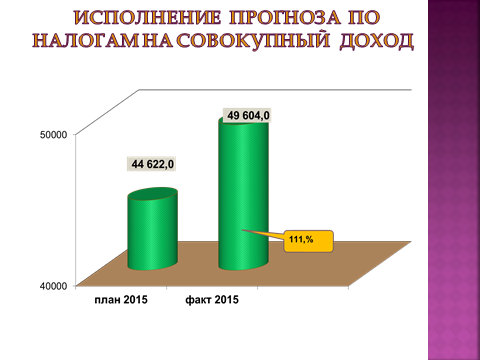 ИСПОЛНЕНИЕ ПРОГНОЗА ПО
НАЛОГАМ НА СОВОКУПНЫЙ ДОХОД
49 604,0
50000
44 622,0
111,%
40000
план 2015
факт 2015